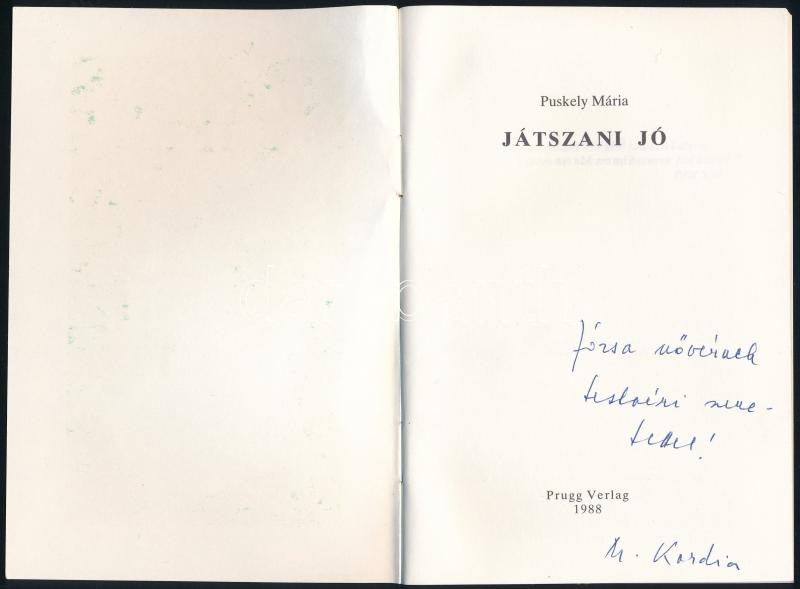 Puskely Mária
JÁTSZANI JÓ
Józsa nővérnek
testvéri szere-
tettel!
Prugg Verlag
1988
M. Kordia